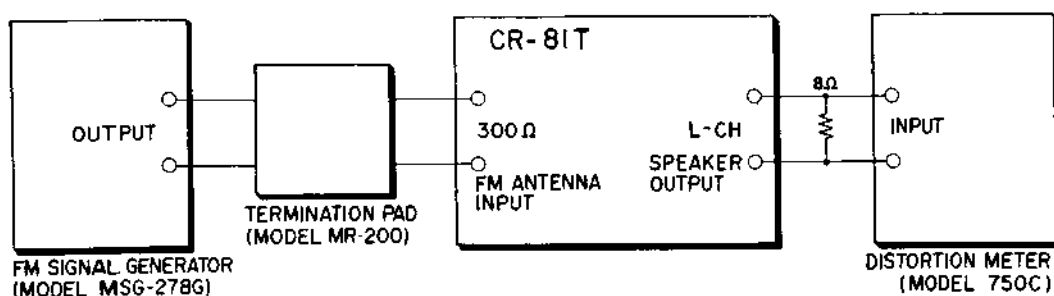 CR-81T
8Ω
OUTPUT
300Ω
L-CH
INPUT
SPEAKER
OUTPUT
FM ANTENNA
INPUT
TERMINATION PAD
(MODEL MR-200)
FM SIGNAL GENERATOR
(MODEL MSG-278G)
DISTORTION METER
(MODEL 750C)